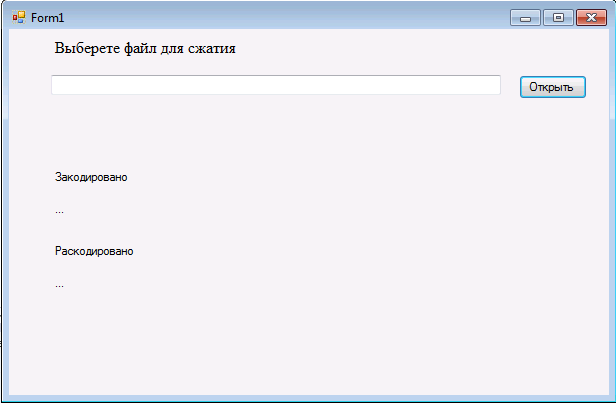 Form1
Выберете файл для сжатия
Открыть
Закодировано
...
Раскодировано
...